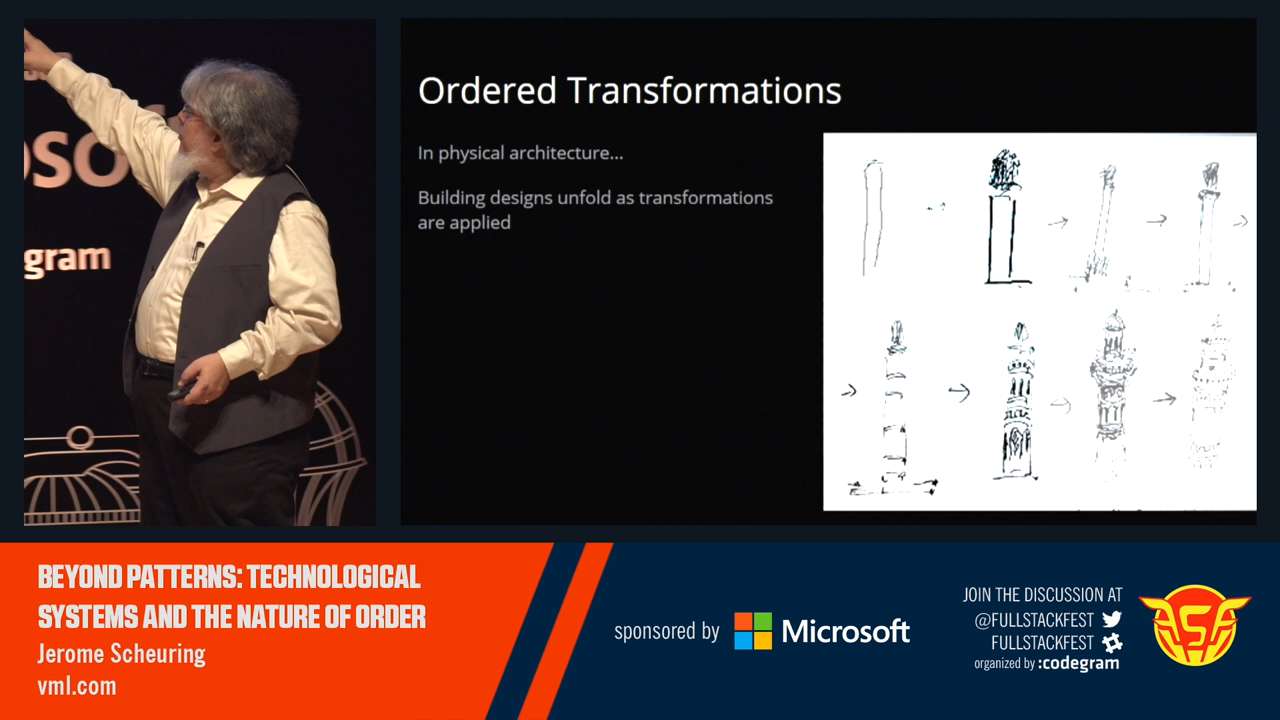 oso
gram
Ordered Transformations
In physical architecture...
Building designs unfold as transformations
are applied
BEYOND PATTERNS: TECHNOLOGICAL
SYSTEMS AND THE NATURE OF ORDER
Jerome Scheuring
vml.com
sponsored by Microsoft
JOIN THE DISCUSSION AT
@FULLSTACKFEST
FULLSTACKFEST
organized by :codegram
FSF